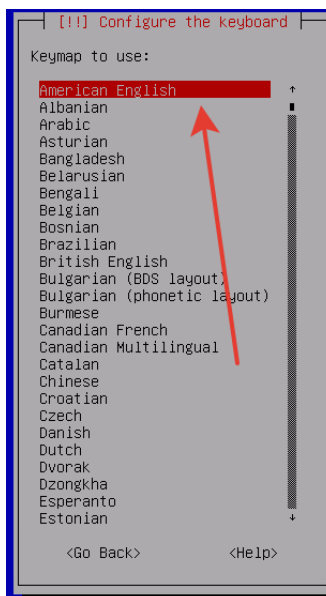 [!!] Configure the keyboard
Keymap to use:
American English
Albanian
Arabic
Asturian
Bangladesh
Belarusian
Bengali
Belgian
Bosnian
Brazilian
British English
Bulgarian (BDS layout)
Bulgarian (phonetic layout)
Burmese
Canadian French
Canadian Multilingual
Catalan
Chinese
Croatian
Czech
Danish
Dutch
Dvorak
Dzongkha
Esperanto
Estonian
<Go Back> <Help>